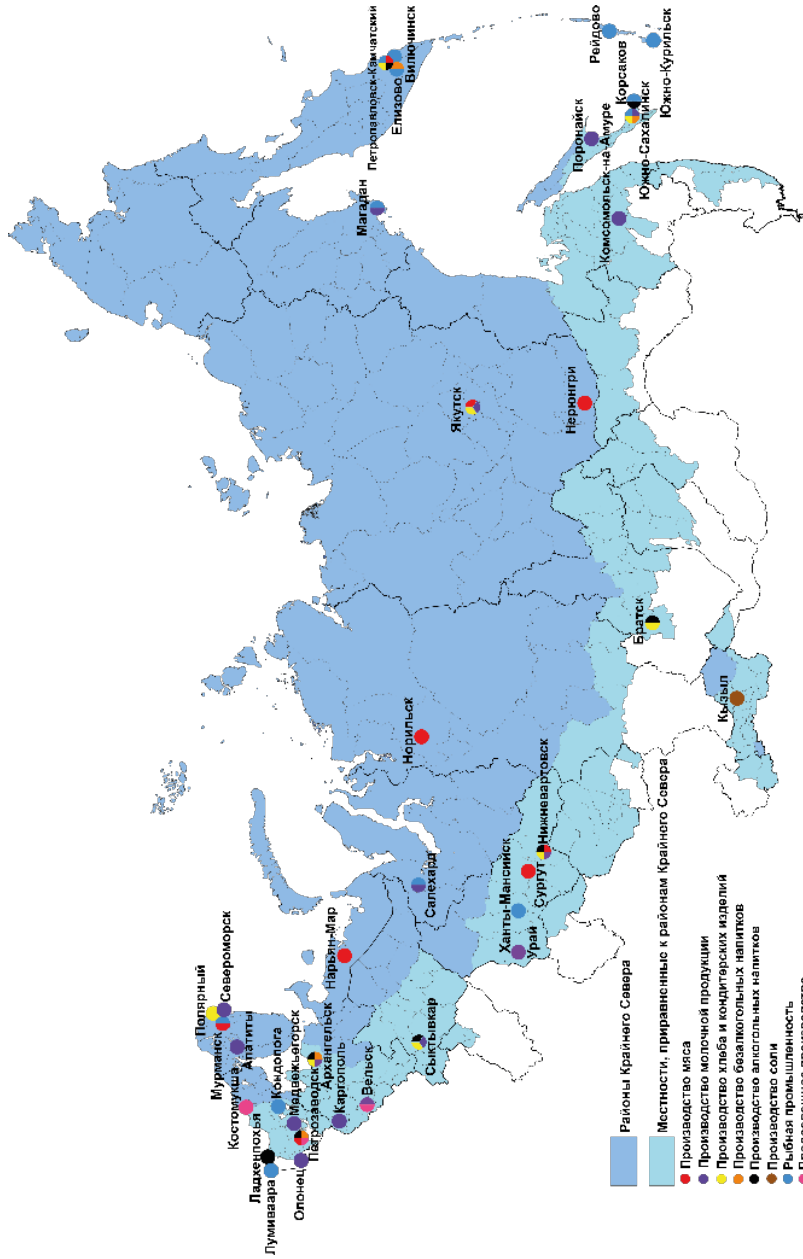 Мурманск
Полярный
Североморск
Апатиты
Костомукша
Кондопога
Ладхенпохья
Лумиваара
Медвежьегорск
Олонец
Петрозаводск
Архангельск
Каргополь
Вельск
Нарьян-Мар
Сыктывкар
Салехард
Ханты-Мансийск
Урай
Сургут
Нижневартовск
Норильск
Кызыл
Братск
Якутск
Нерюнгри
Магадан
Петропавловск-Камчатский
Елизово
Вилючинск
Поронайск
Комсомольск-на-Амуре
Корсаков
Южно-Сахалинск
Рейдово
Южно-Курильск
Районы Крайнего Севера
Местности, приравненные к районам Крайнего Севера
Производство мяса
Производство молочной продукции
Производство хлеба и кондитерских изделий
Производство безалкогольных напитков
Производство алкогольных напитков
Производство соли
Рыбная промышленность